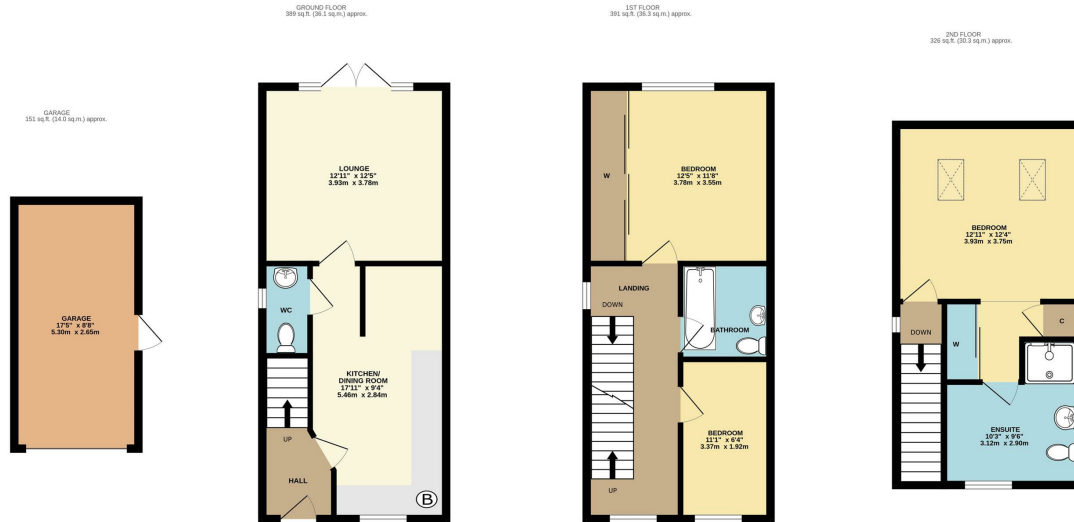 GROUND FLOOR
389 sq.ft. (36.1 sq.m.) approx.
1ST FLOOR
391 sq.ft. (36.3 sq.m.) approx.
2ND FLOOR
326 sq.ft. (30.3 sq.m.) approx.
GARAGE
151 sq.ft. (14.0 sq.m.) approx.
GARAGE
17'5" x 8'8"
5.30m x 2.65m
LOUNGE
12'11" x 12'5"
3.93m x 3.78m
WC
KITCHEN/
DINING ROOM
17'11" x 9'4"
5.46m x 2.84m
UP
HALL
B
W
BEDROOM
12'5" x 11'8"
3.78m x 3.55m
LANDING
DOWN
BATHROOM
BEDROOM
11'1" x 6'4"
3.37m x 1.92m
UP
BEDROOM
12'11" x 12'4"
3.93m x 3.75m
DOWN
W
C
ENSUITE
10'3" x 9'6"
3.12m x 2.90m